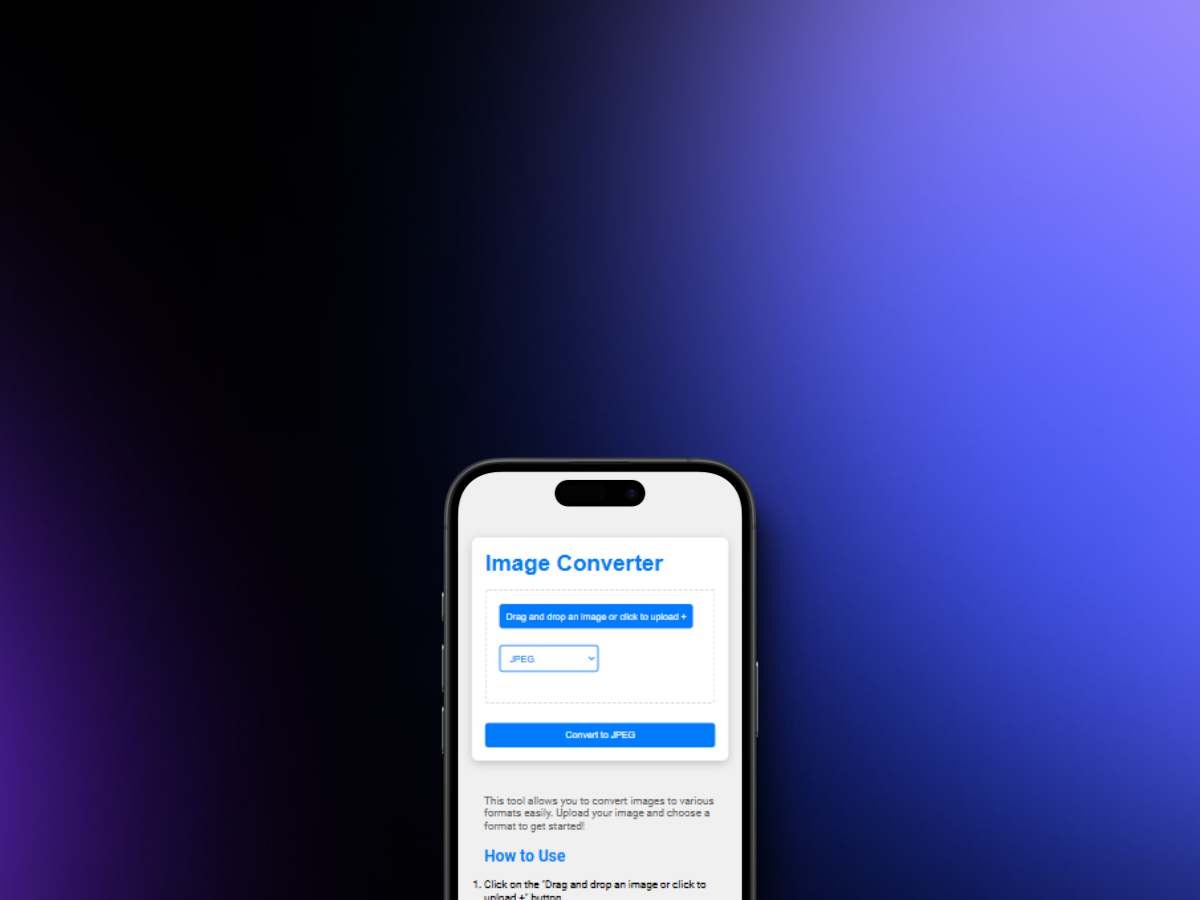 Image Converter
Drag and drop an image or click to upload +
JPEG
Convert to JPEG
This tool allows you to convert images to various
formats easily. Upload your image and choose a
format to get started!
How to Use
1. Click on the "Drag and drop an image or click to
upload +" button.